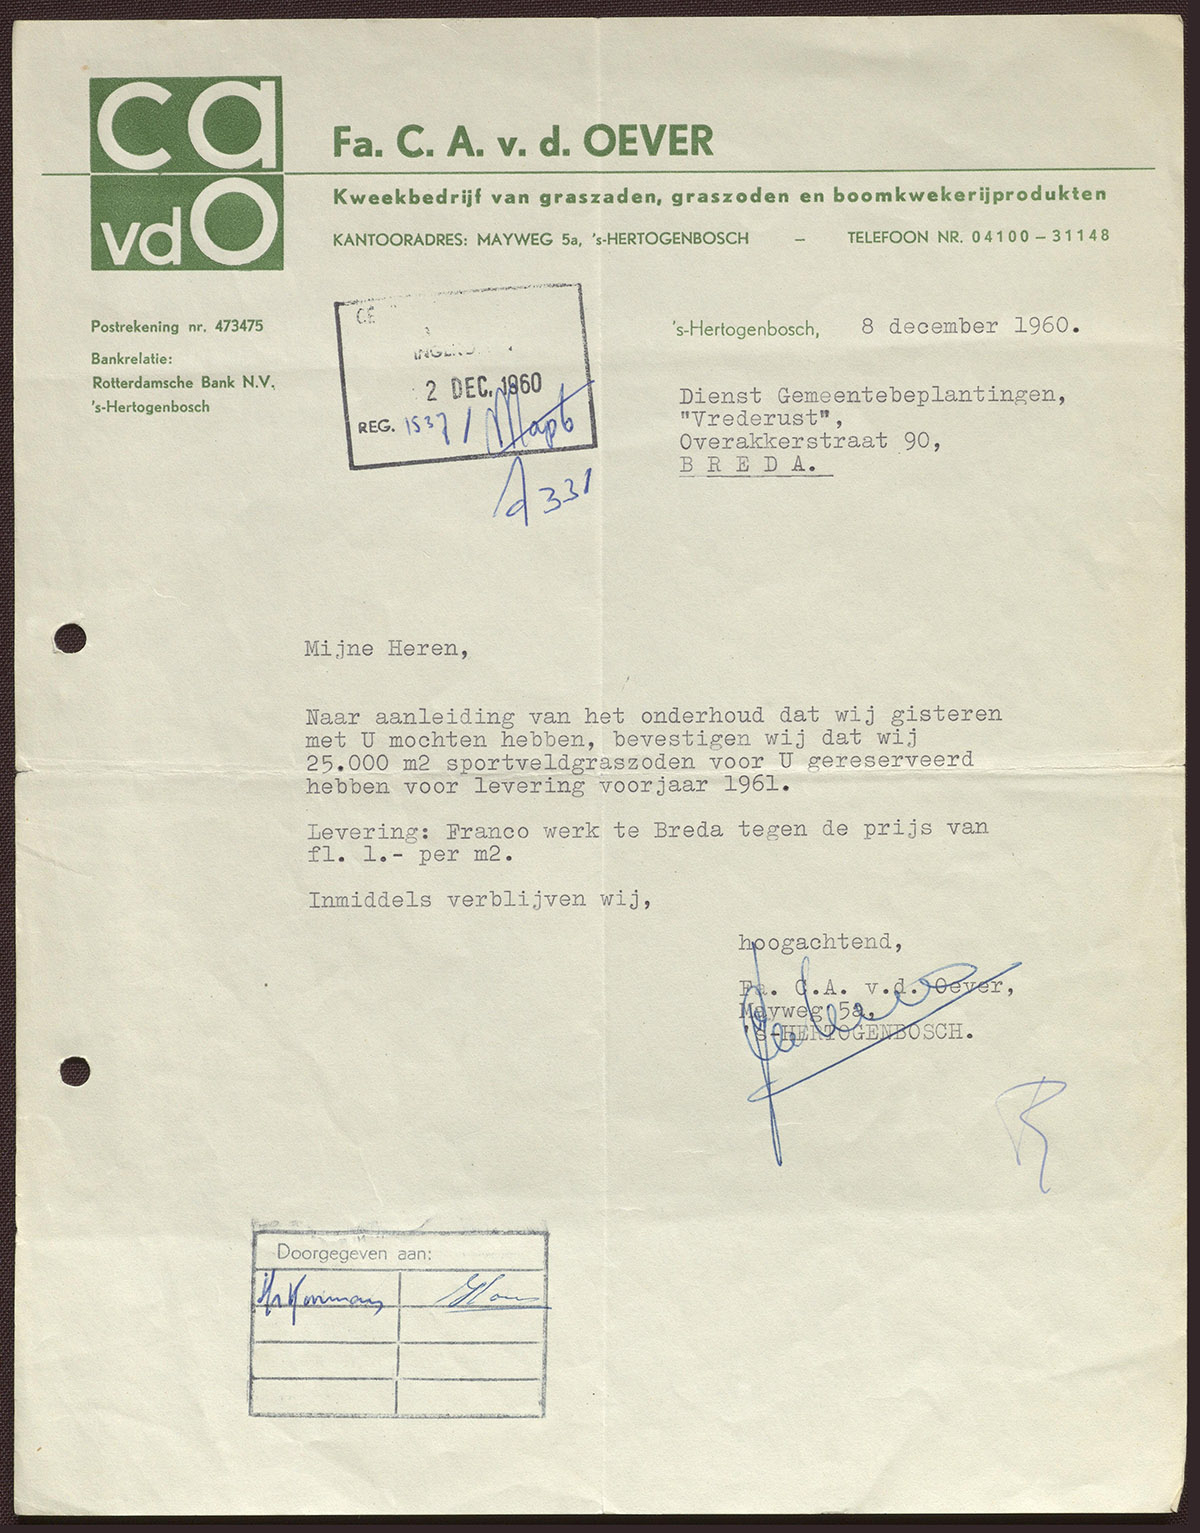 ca
vdO
Fa. C. A. v. d. OEVER
Kweekbedrijf van graszaden, graszoden en boomkwekerijprodukten
KANTOORADRES: MAYWEG 5a, 's-HERTOGENBOSCH – TELEFOON NR. 04100 – 31148
Postrekening nr. 473475
Bankrelatie:
Rotterdamsche Bank N.V.
's-Hertogenbosch
2 DEC. 1960
REG. 1537 /
331
's-Hertogenbosch, 8 december 1960.
Dienst Gemeentebeplantingen,
"Vrederust",
Overakkerstraat 90,
B R E D A.
Mijne Heren,
Naar aanleiding van het onderhoud dat wij gisteren
met U mochten hebben, bevestigen wij dat wij
25.000 m2 sportveldgraszoden voor U gereserveerd
hebben voor levering voorjaar 1961.
Levering: Franco werk te Breda tegen de prijs van
fl. 1.- per m2.
Inmiddels verblijven wij,
hoogachtend,
Fa. C.A. v.d. Oever,
Mayweg 5a,
's-HERTOGENBOSCH.
Doorgegeven aan: